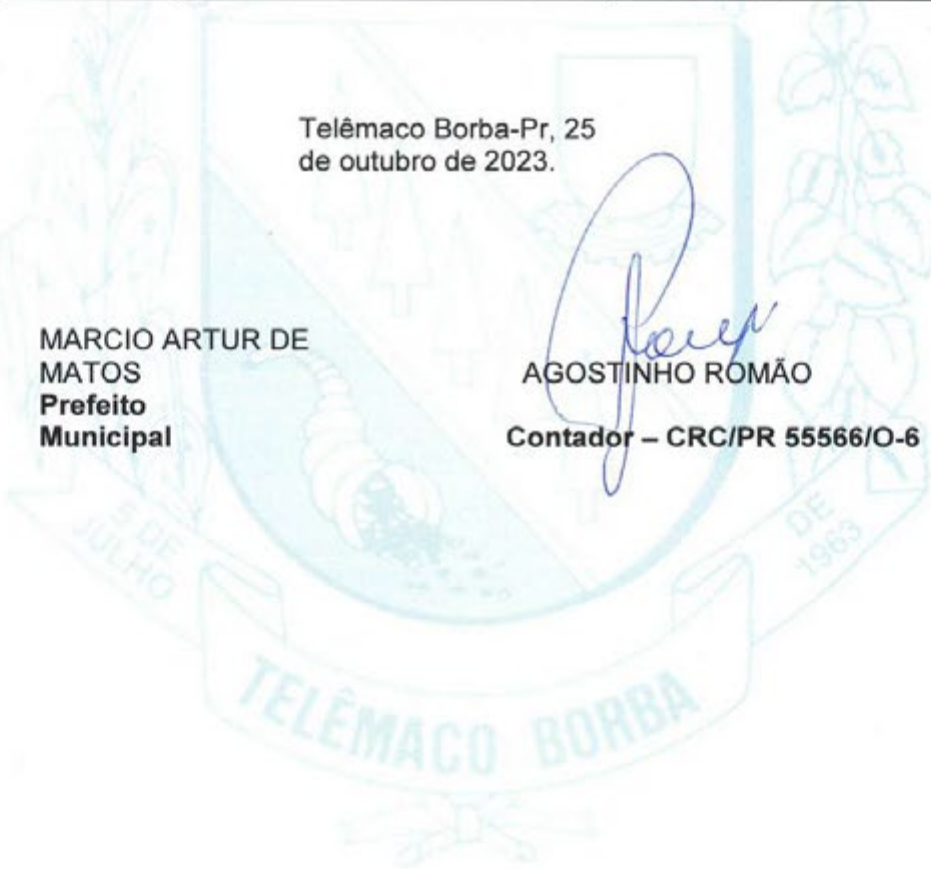 Telêmaco Borba-Pr, 25
de outubro de 2023.
MARCIO ARTUR DE
MATOS
Prefeito
Municipal
AGOSTINHO ROMÃO
Contador – CRC/PR 55566/O-6
5 DE
JULHO
DE
1963
TELÊMACO BORBA